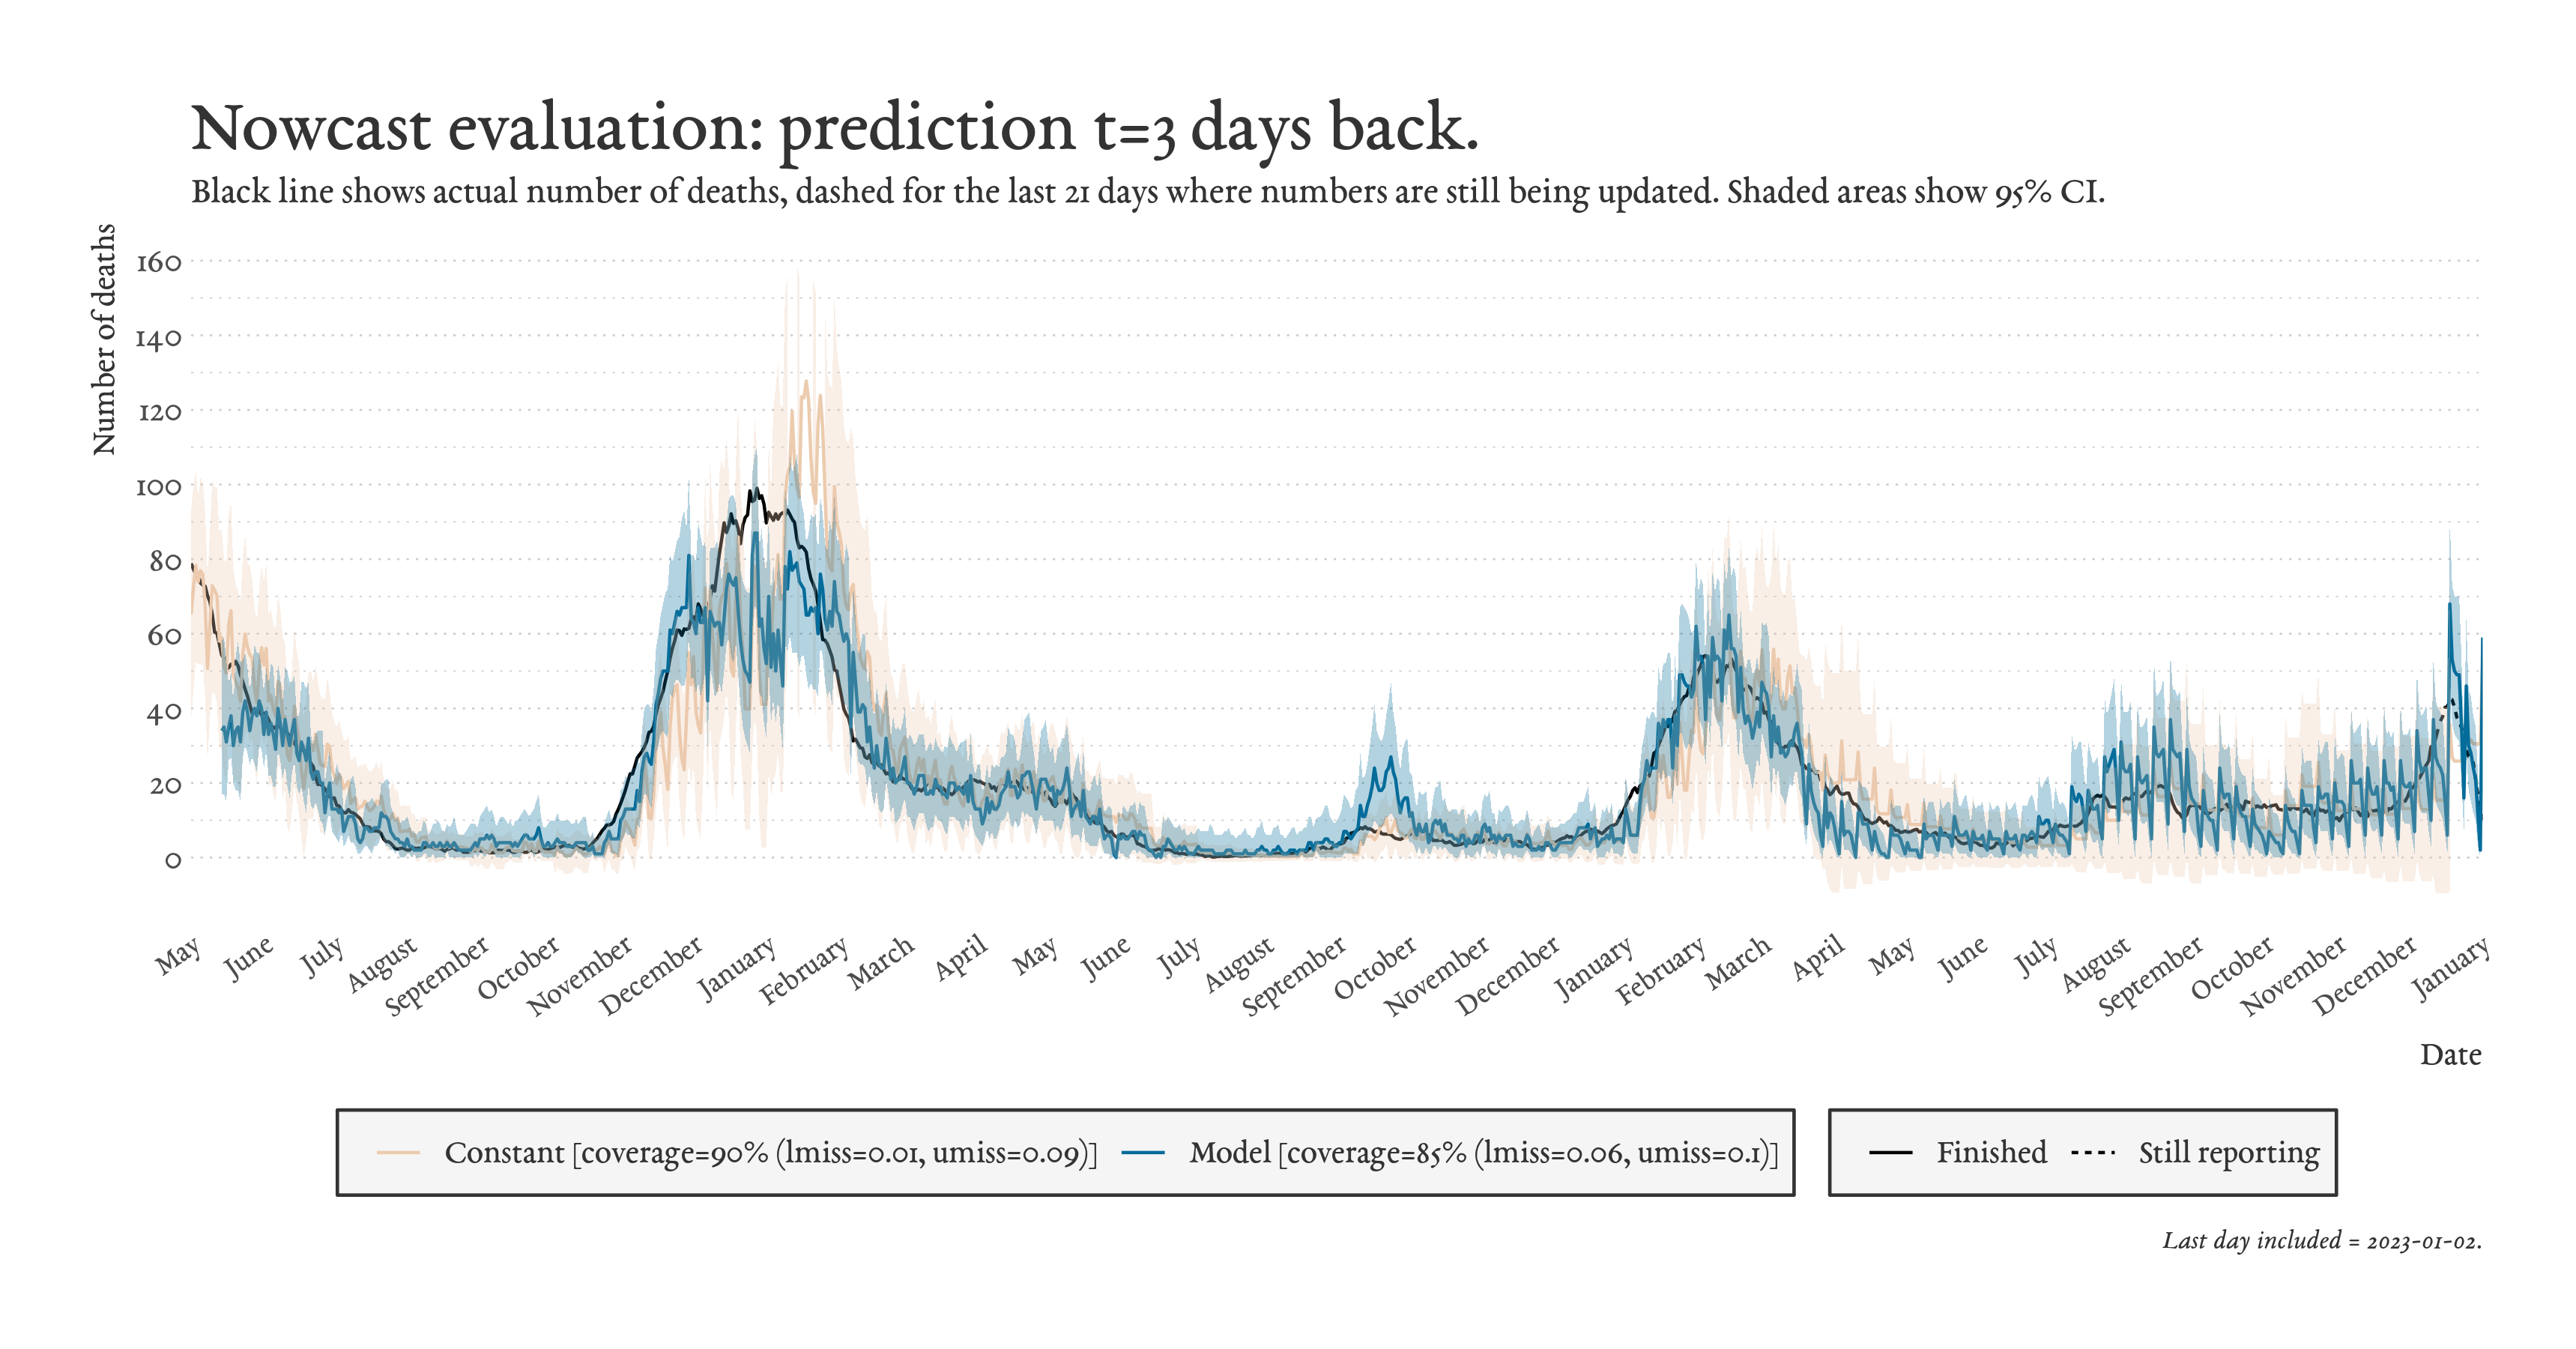 Nowcast evaluation: prediction t=3 days back.
Black line shows actual number of deaths, dashed for the last 21 days where numbers are still being updated. Shaded areas show 95% CI.
Number of deaths
160
140
120
100
80
60
40
20
0
May June July August September October November December January February March April May June July August September October November December January February March April May June July August September October November December January
Date
Constant [coverage=90% (lmiss=0.01, umiss=0.09)] Model [coverage=85% (lmiss=0.06, umiss=0.1)] Finished Still reporting
Last day included = 2023-01-02.